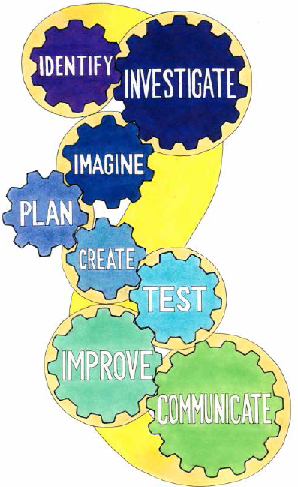 IDENTIFY
INVESTIGATE
IMAGINE
PLAN
CREATE
TEST
IMPROVE
COMMUNICATE